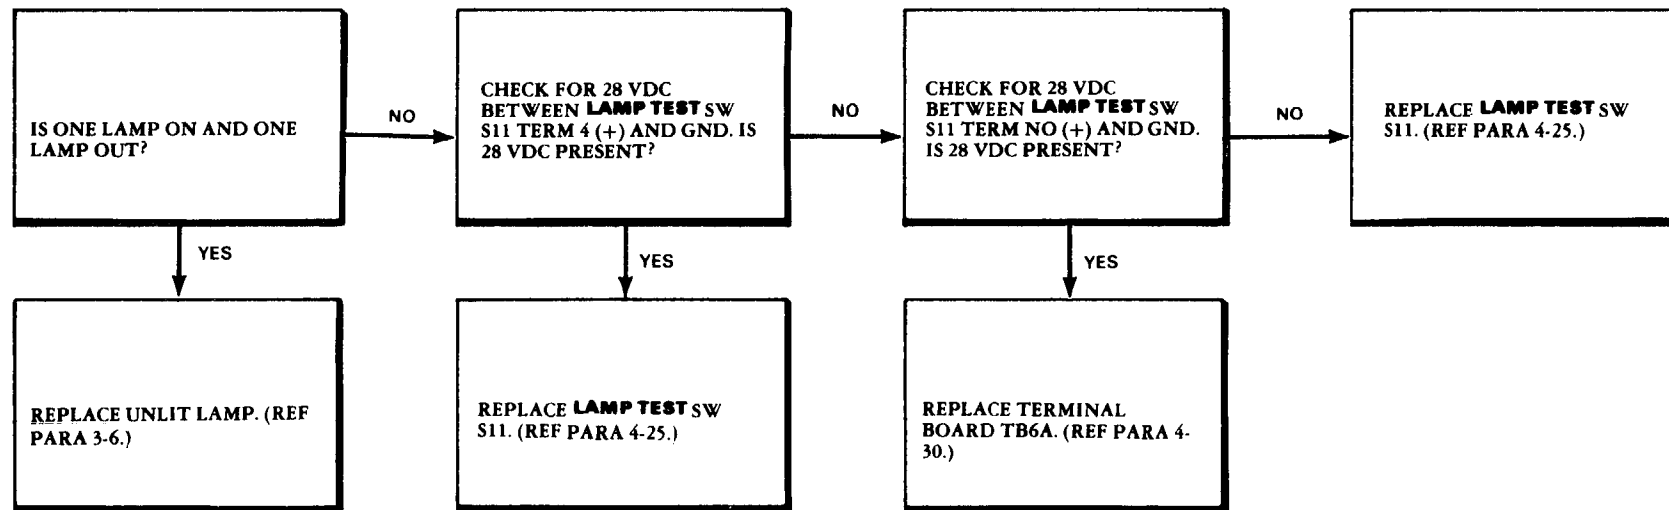 IS ONE LAMP ON AND ONE
LAMP OUT?
NO
CHECK FOR 28 VDC
BETWEEN LAMP TEST SW
S11 TERM 4 (+) AND GND. IS
28 VDC PRESENT?
NO
CHECK FOR 28 VDC
BETWEEN LAMP TEST SW
S11 TERM NO (+) AND GND.
IS 28 VDC PRESENT?
NO
REPLACE LAMP TEST SW
S11. (REF PARA 4-25.)
YES
YES
YES
REPLACE UNLIT LAMP. (REF
PARA 3-6.)
REPLACE LAMP TEST SW
S11. (REF PARA 4-25.)
REPLACE TERMINAL
BOARD TB6A. (REF PARA 4-
30.)